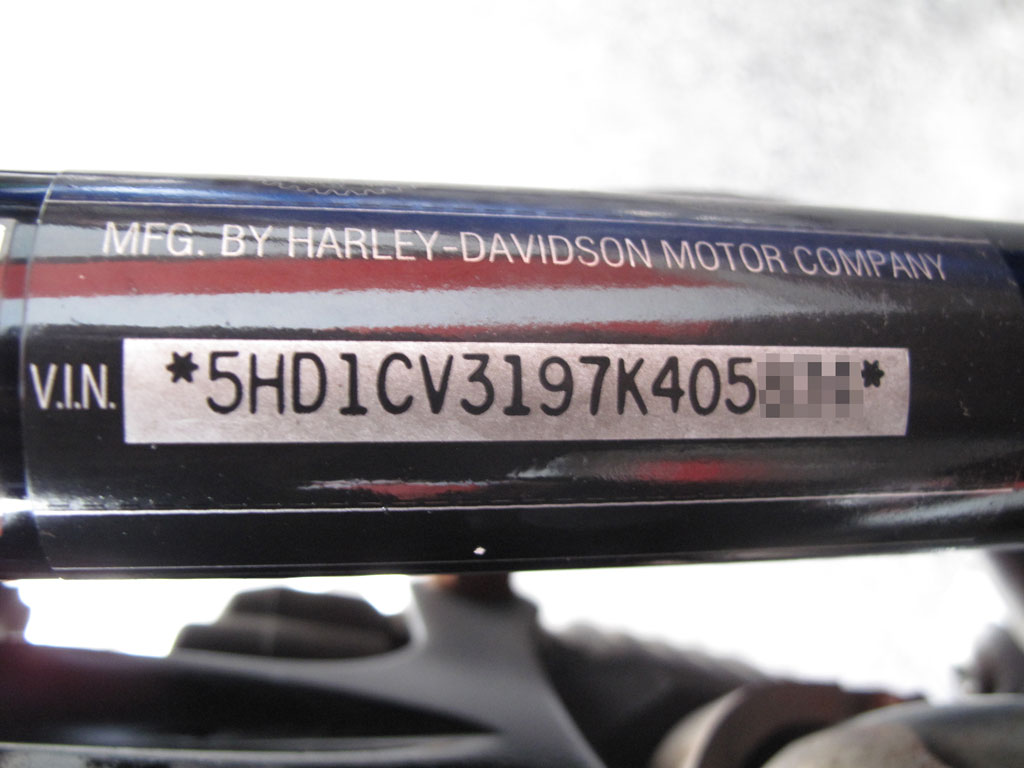 MFG. BY HARLEY-DAVIDSON MOTOR COMPANY
V.I.N. *5HD1CV3197K405 *